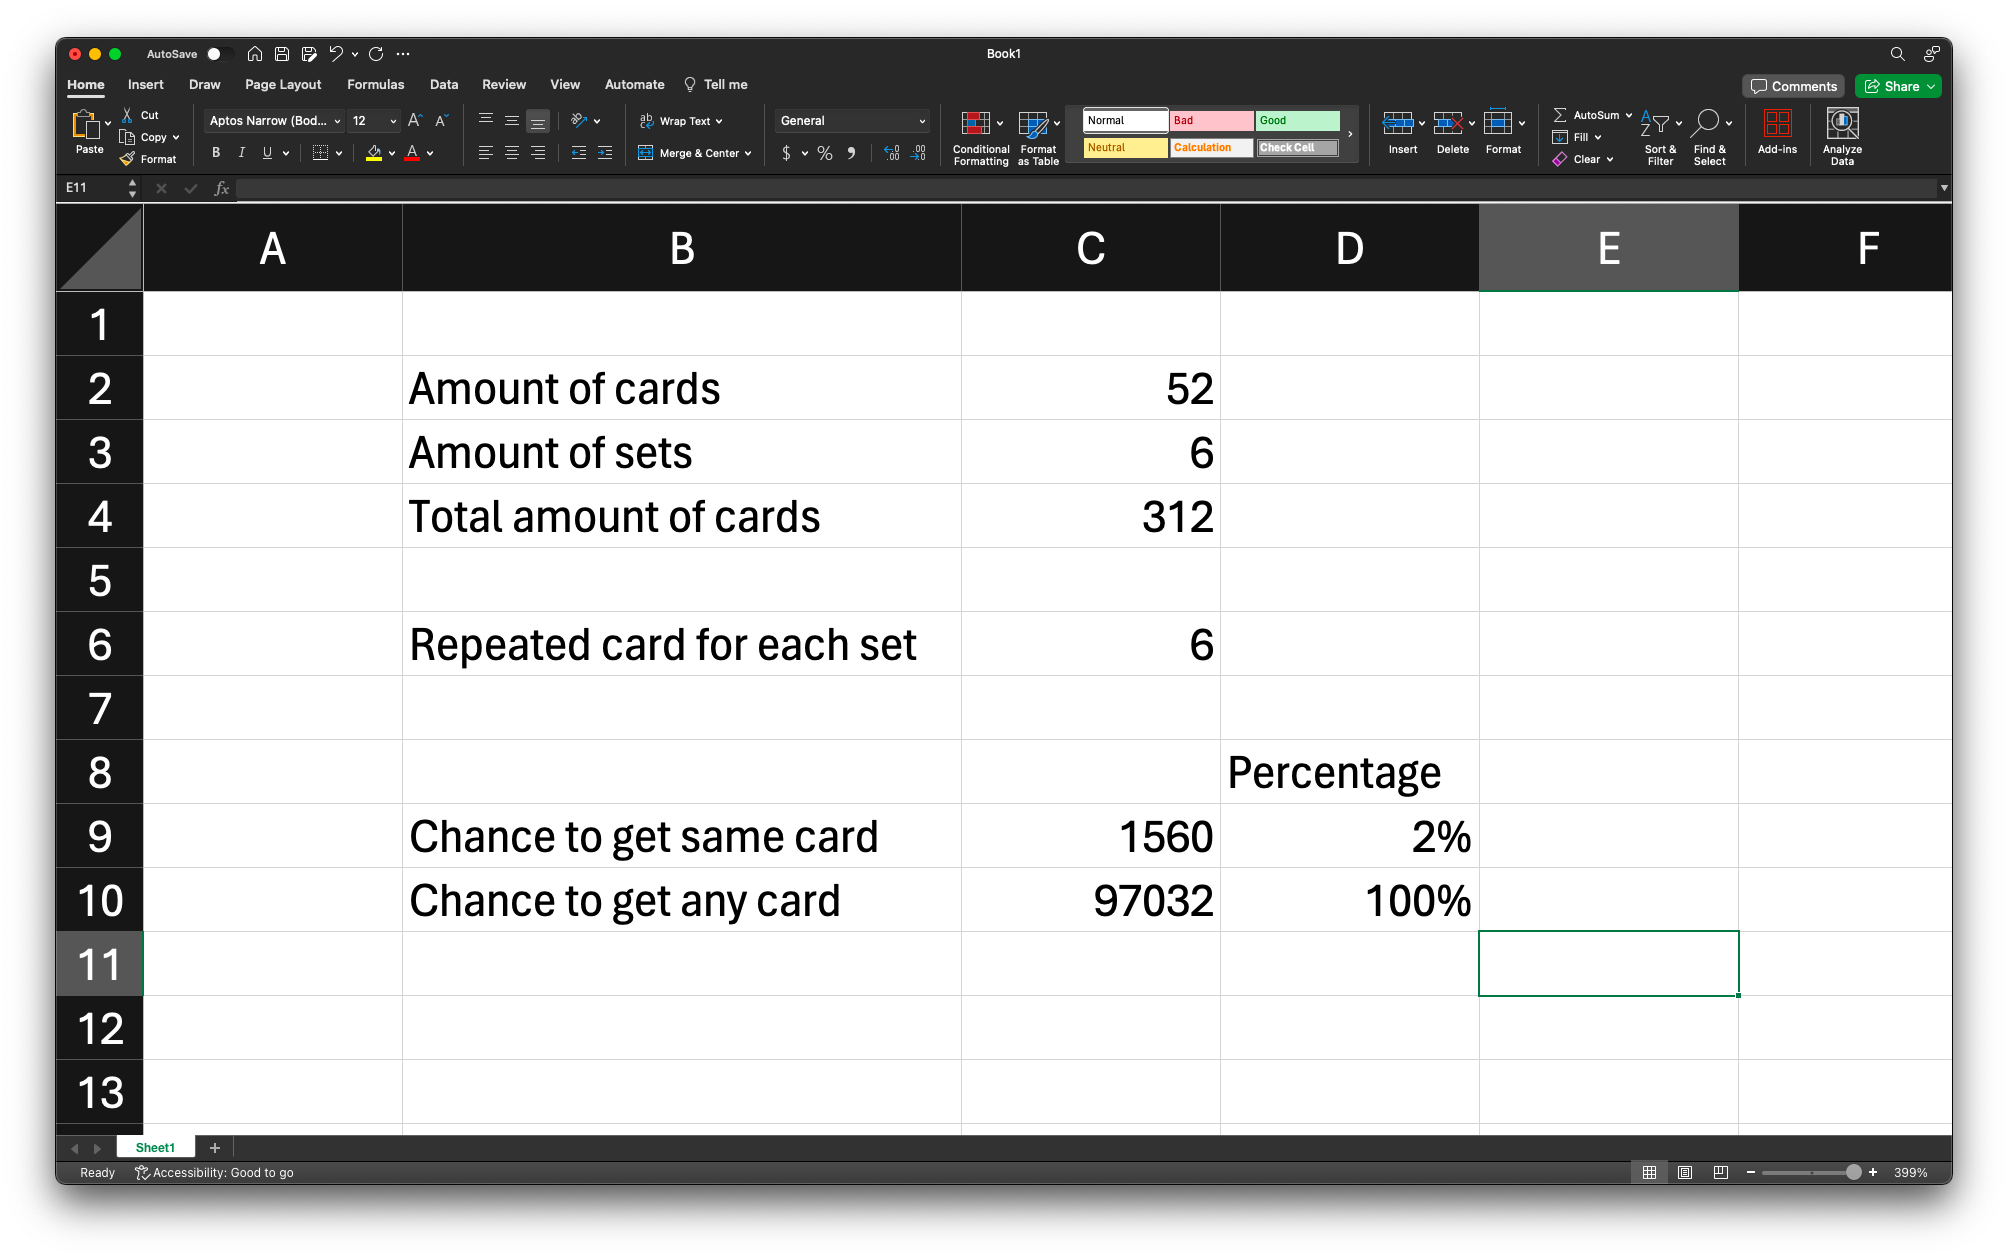 AutoSave
Book1
Home Insert Draw Page Layout Formulas Data Review View Automate Tell me
Comments Share
Paste
Cut
Copy
Format
Aptos Narrow (Bod... 12
B I U
Wrap Text
Merge & Center
General
$ %
Conditional Formatting
Format as Table
Normal Bad Good
Neutral Calculation Check Cell
Insert Delete Format
AutoSum
Fill
Clear
Sort & Filter
Find & Select
Add-ins
Analyze Data
E11 fx
A B C D E F
1
2 Amount of cards 52
3 Amount of sets 6
4 Total amount of cards 312
5
6 Repeated card for each set 6
7
8 Percentage
9 Chance to get same card 1560 2%
10 Chance to get any card 97032 100%
11
12
13
Sheet1 +
Ready Accessibility: Good to go
399%